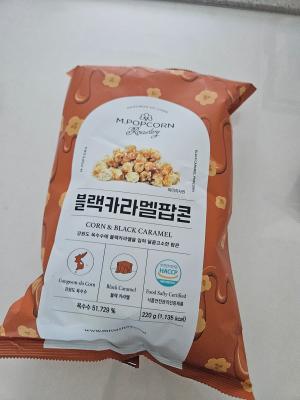 M.POPCORN
Roastery
블랙카라멜팝콘
CORN & BLACK CARAMEL
강원도 옥수수에 블랙카라멜을 입혀 달콤고소한 팝콘
Gangwon-do Corn
강원도 옥수수
Black Caramel
블랙 카라멜
HACCP
Food Safty Certified
식품안전관리인증제품
옥수수 51.729 %
220 g (1,135 kcal)